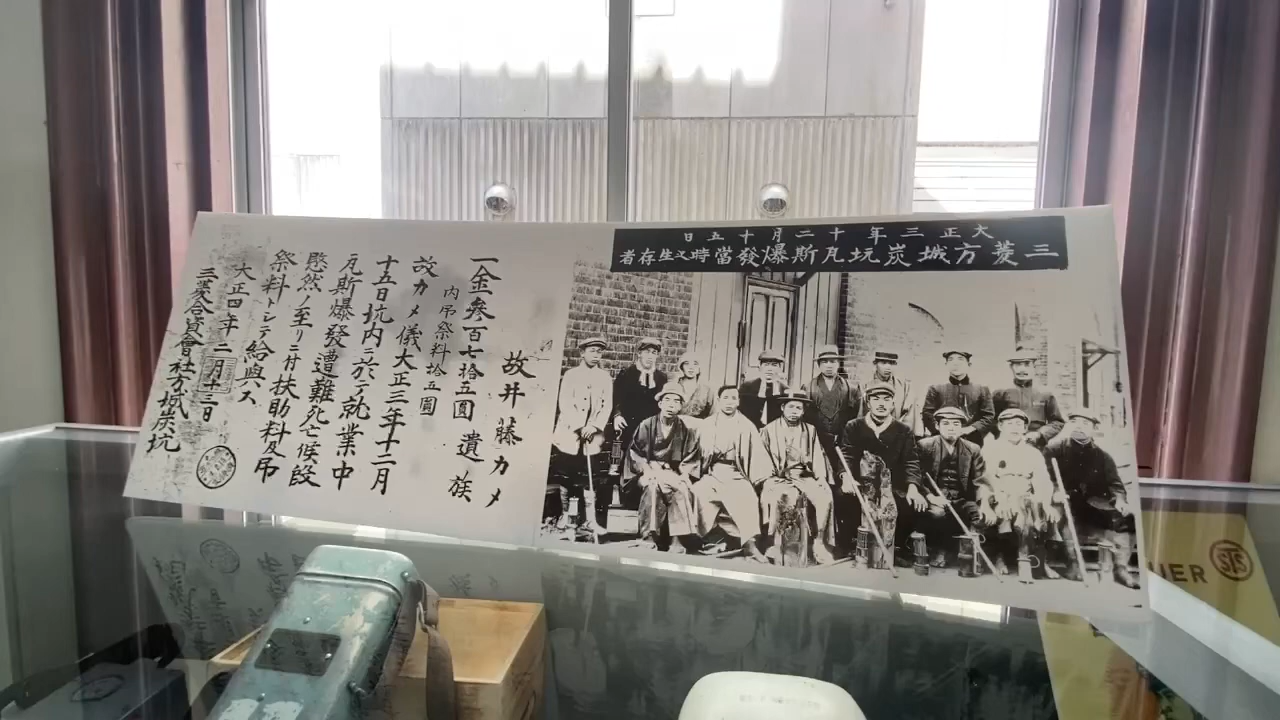 大正三年十二月十五日
三菱方城炭坑瓦斯爆發當時之生存者
故井藤カメ
一金参百七拾五圓 遺族
内弔祭料拾五圓
故カメ儀大正三年十二月
十五日坑内ニ於テ就業中
瓦斯爆發遭難死亡候段
愍然ノ至リニ付扶助料及弔
祭料トシテ給與ス
大正四年二月十三日
三菱合資會社方城炭坑
STS